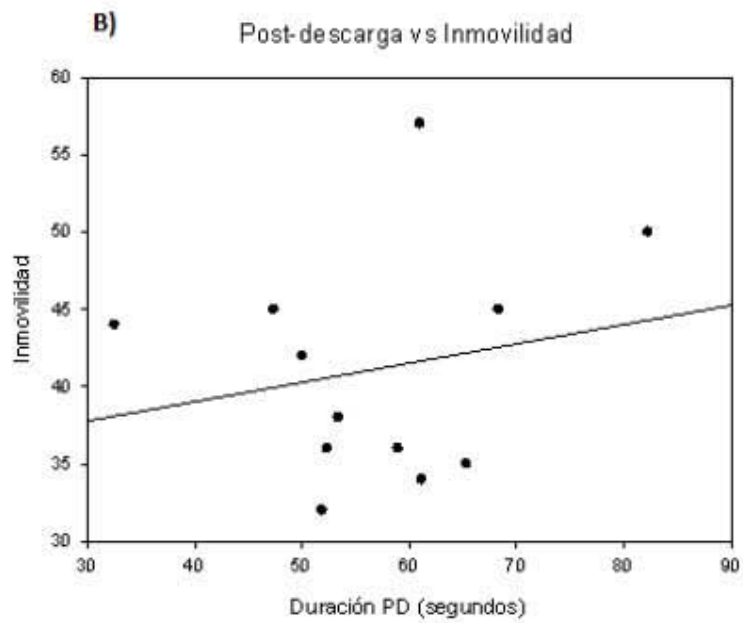 B)
Post-descarga vs Inmovilidad
60
55
50
45
40
35
30
Inmovilidad
30 40 50 60 70 80 90
Duración PD (segundos)